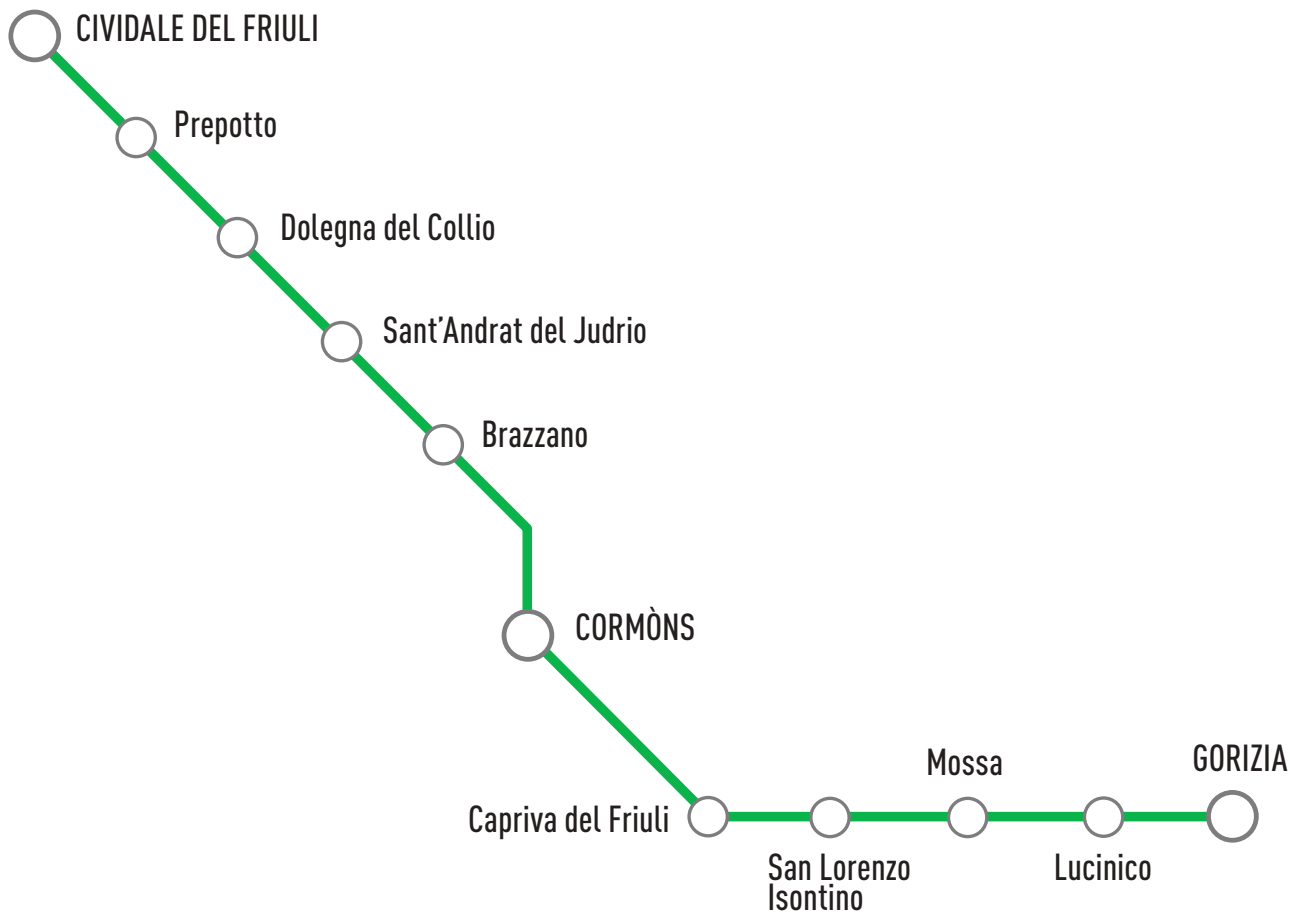 CIVIDALE DEL FRIULI
Prepotto
Dolegna del Collio
Sant’Andrat del Judrio
Brazzano
CORMÒNS
Mossa
GORIZIA
Capriva del Friuli
San Lorenzo
Isontino
Lucinico